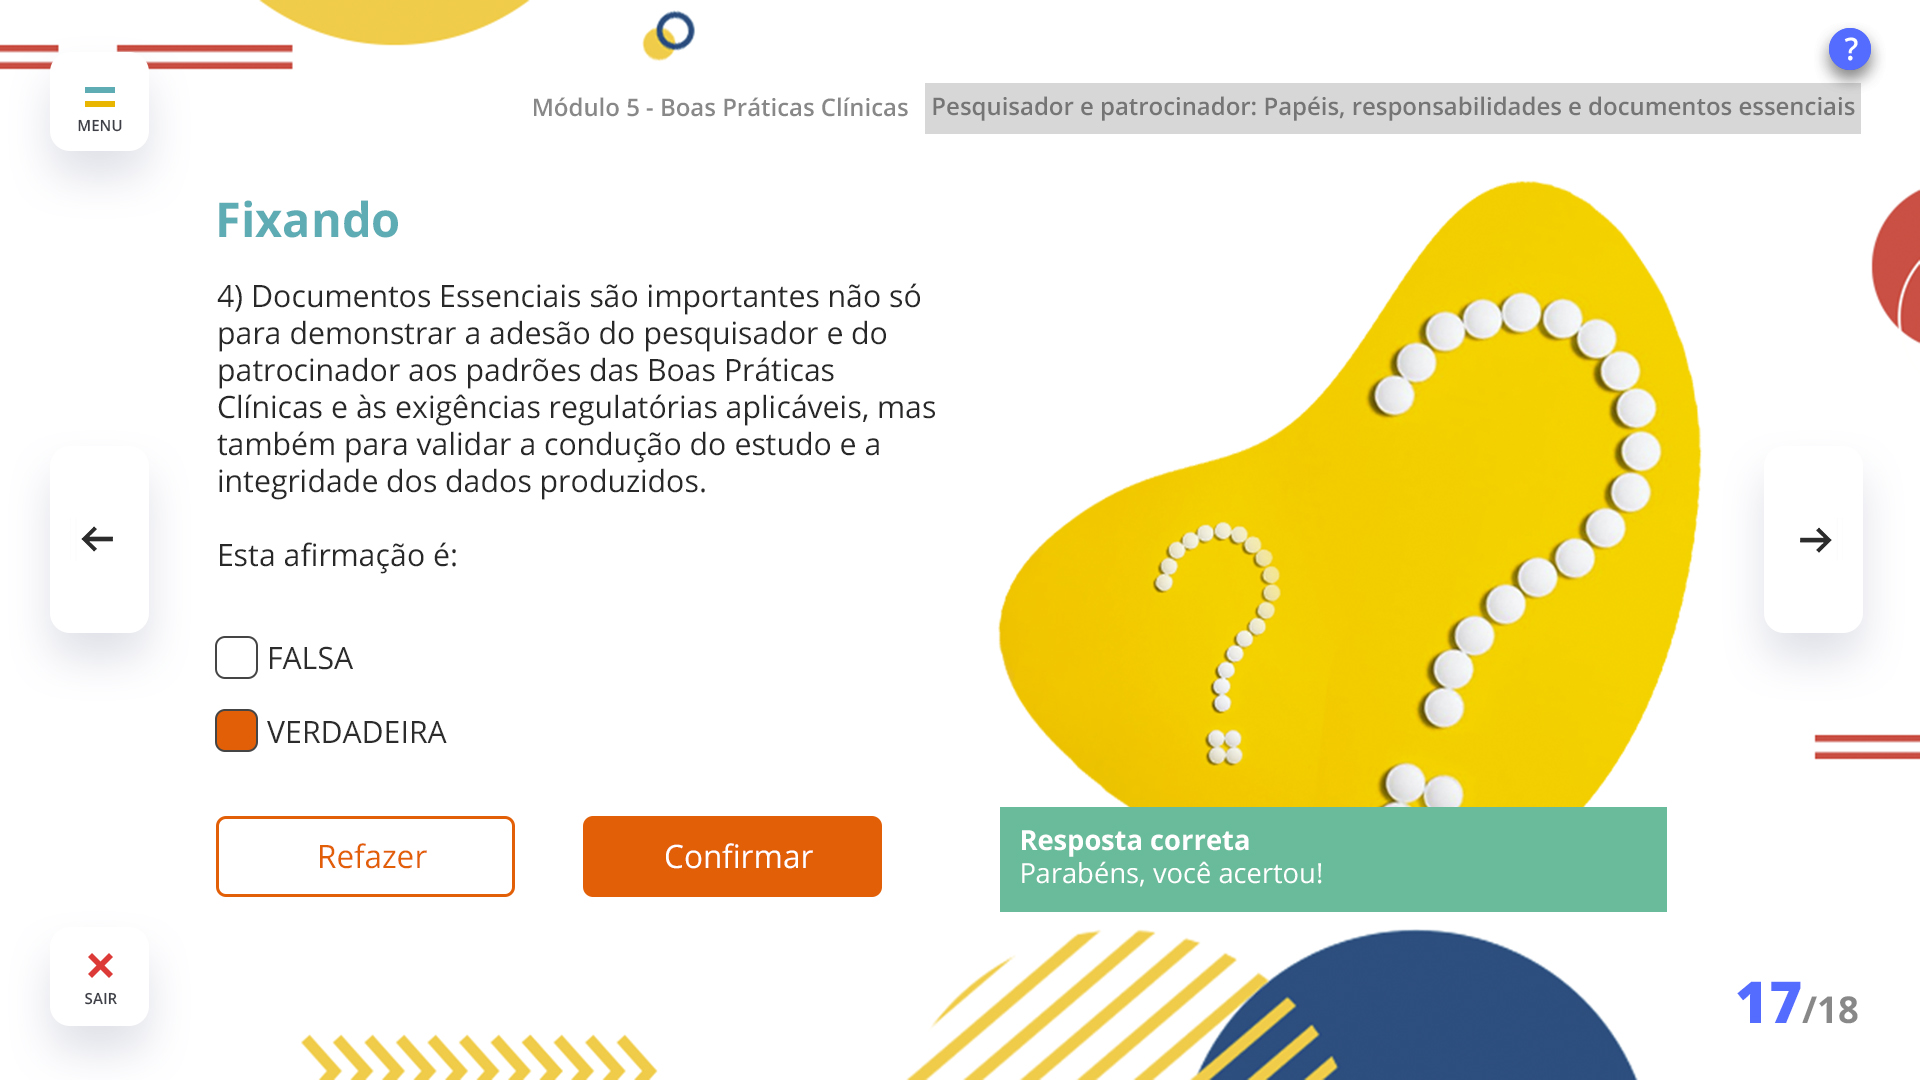 ?
MENU
Módulo 5 - Boas Práticas Clínicas
Pesquisador e patrocinador: Papéis, responsabilidades e documentos essenciais
Fixando
4) Documentos Essenciais são importantes não só
para demonstrar a adesão do pesquisador e do
patrocinador aos padrões das Boas Práticas
Clínicas e às exigências regulatórias aplicáveis, mas
também para validar a condução do estudo e a
integridade dos dados produzidos.
Esta afirmação é:
FALSA
VERDADEIRA
Refazer
Confirmar
Resposta correta
Parabéns, você acertou!
SAIR
17/18